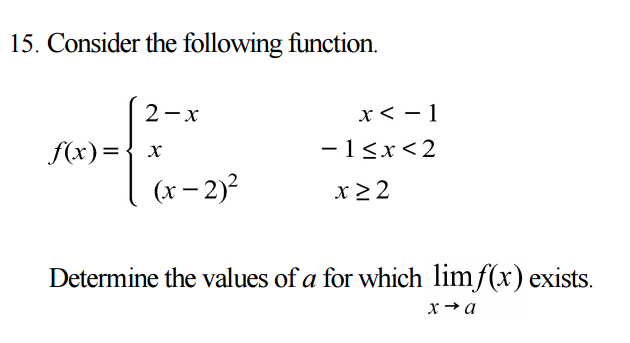 15. Consider the following function.
2 – x x < – 1
f(x) = { x – 1 ≤ x < 2
(x – 2)² x ≥ 2
Determine the values of a for which lim f(x) exists.
x → a